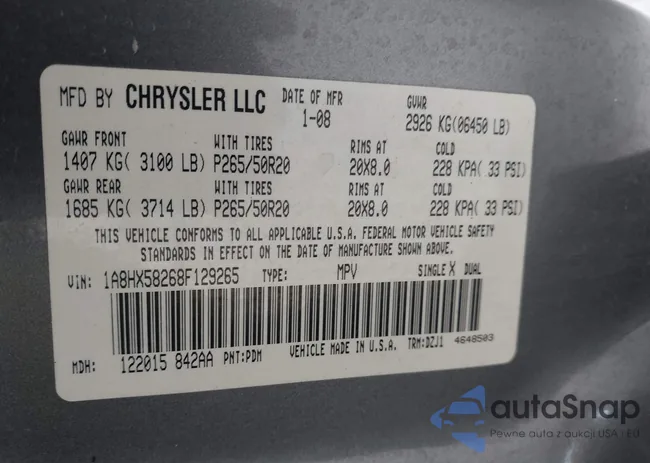 MFD BY CHRYSLER LLC DATE OF MFR 1-08 GVWR 2926 KG(06450 LB)
GAWR FRONT WITH TIRES RIMS AT COLD
1407 KG( 3100 LB) P265/50R20 20X8.0 228 KPA( 33 PSI)
GAWR REAR WITH TIRES RIMS AT COLD
1685 KG( 3714 LB) P265/50R20 20X8.0 228 KPA( 33 PSI)
THIS VEHICLE CONFORMS TO ALL APPLICABLE U.S.A. FEDERAL MOTOR VEHICLE SAFETY
STANDARDS IN EFFECT ON THE DATE OF MANUFACTURE SHOWN ABOVE.
VIN: 1A8HX58268F129265 TYPE: MPV SINGLE X DUAL
MDH: 122015 842AA PNT:PDM VEHICLE MADE IN U.S.A. TRM:DZJ1 4648503
autaSnap
Pewne auta z aukcji USA - EU